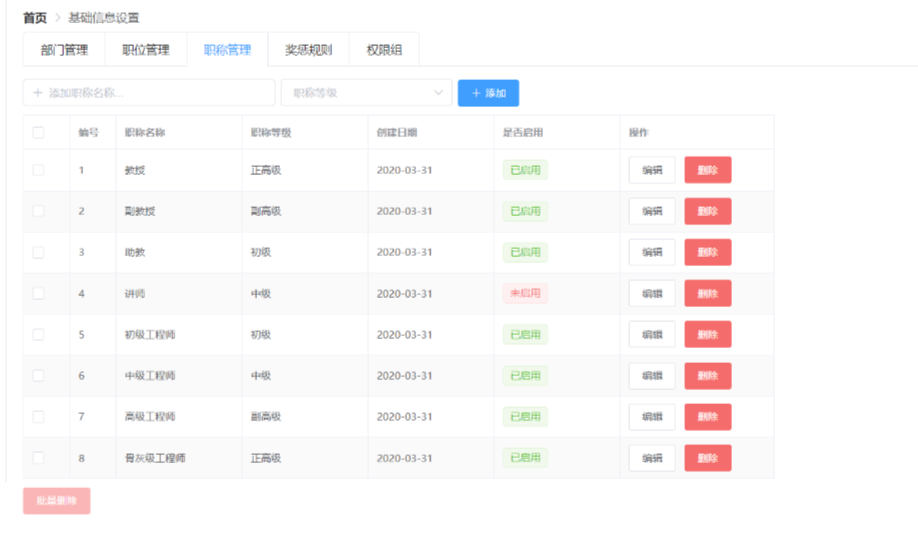 首页 > 基础信息设置
部门管理 职位管理 职称管理 奖惩规则 权限组
+ 添加职称名称... 职称等级 + 添加
编号 职称名称 职称等级 创建日期 是否启用 操作
1 教授 正高级 2020-03-31 已启用 编辑 删除
2 副教授 副高级 2020-03-31 已启用 编辑 删除
3 助教 初级 2020-03-31 已启用 编辑 删除
4 讲师 中级 2020-03-31 未启用 编辑 删除
5 初级工程师 初级 2020-03-31 已启用 编辑 删除
6 中级工程师 中级 2020-03-31 已启用 编辑 删除
7 高级工程师 副高级 2020-03-31 已启用 编辑 删除
8 骨灰级工程师 正高级 2020-03-31 已启用 编辑 删除
批量删除